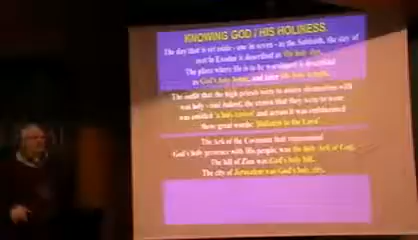 KNOWING GOD / HIS HOLINESS.
The day that is set aside - one in seven - as the Sabbath, the day of
rest in Exodus is described as the holy day.
The place where He is to be worshiped is described
as God's holy house, and later His holy temple.
The outfit that the high priests were to attire themselves with
was holy - and indeed, the crown that they were to wear
was entitled 'a holy crown' and across it was emblazoned
these great words: 'Holiness to the Lord'.
The Ark of the Covenant that
God's holy presence with His people, was the holy Ark of God.
The hill of Zion was God's holy hill.
The city of Jerusalem was God's holy city.